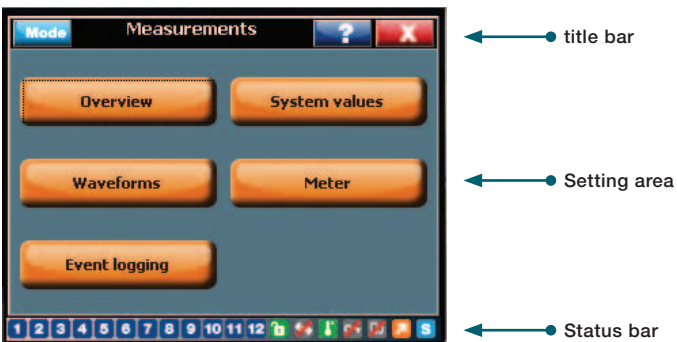 Mode Measurements ? X
title bar
Overview System values
Waveforms Meter
Setting area
Event logging
1 2 3 4 5 6 7 8 9 10 11 12 S
Status bar